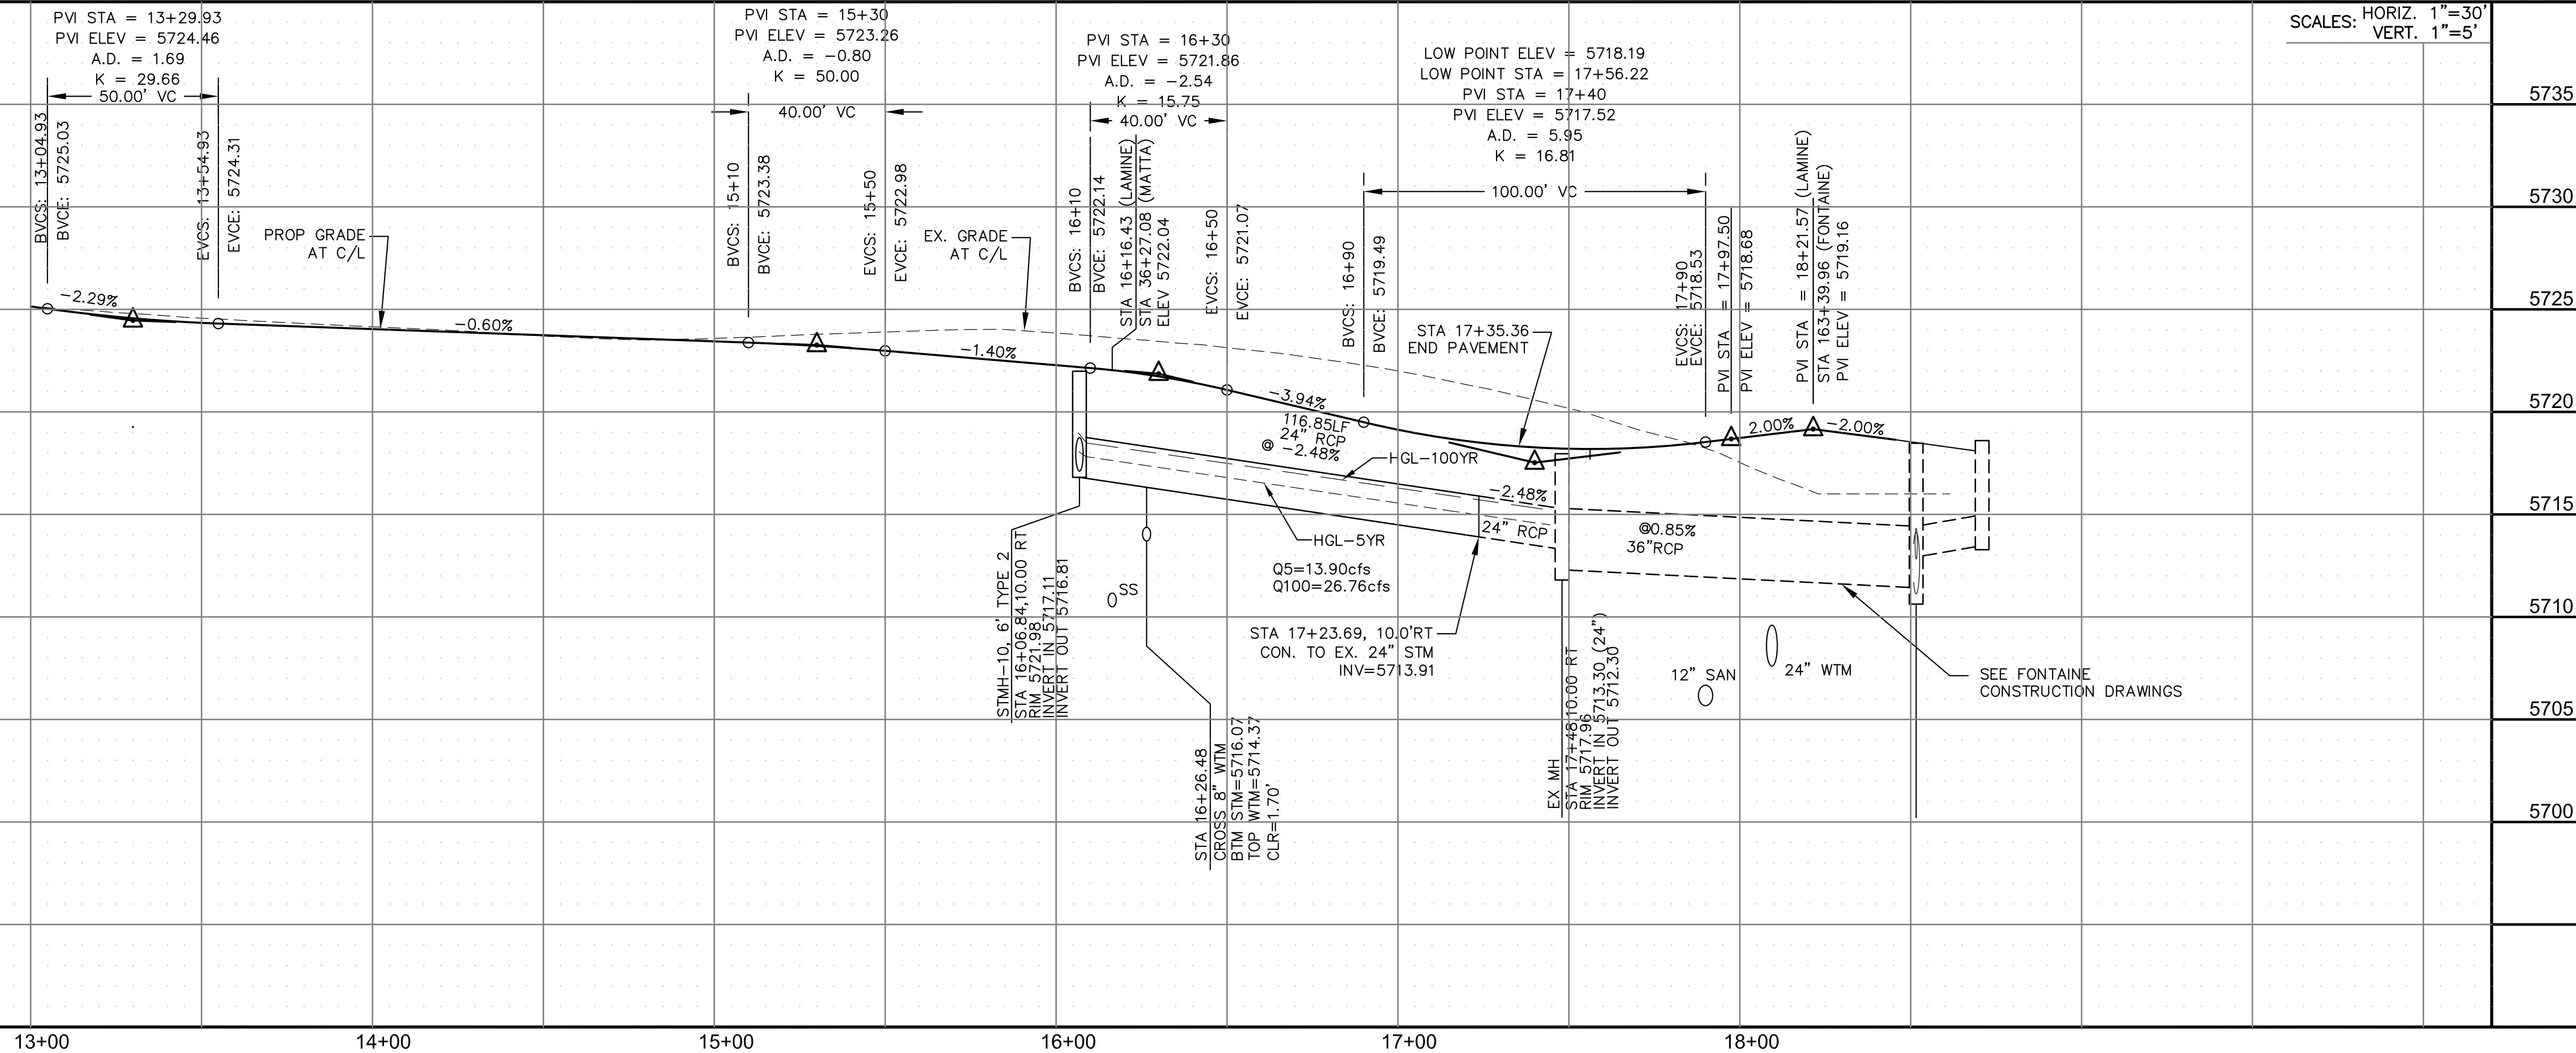 PVI STA = 13+29.93
PVI ELEV = 5724.46
A.D. = 1.69
K = 29.66
50.00' VC
BVCS: 13+04.93
BVCE: 5725.03
EVCS: 13+54.93
EVCE: 5724.31
PVI STA = 15+30
PVI ELEV = 5723.26
A.D. = -0.80
K = 50.00
40.00' VC
BVCS: 15+10
BVCE: 5723.38
EVCS: 15+50
EVCE: 5722.98
PVI STA = 16+30
PVI ELEV = 5721.86
A.D. = -2.54
K = 15.75
40.00' VC
BVCS: 16+10
BVCE: 5722.14
STA 16+16.43 (LAMINE)
STA 36+27.08 (MATTA)
ELEV 5722.04
EVCS: 16+50
EVCE: 5721.07
LOW POINT ELEV = 5718.19
LOW POINT STA = 17+56.22
PVI STA = 17+40
PVI ELEV = 5717.52
A.D. = 5.95
K = 16.81
100.00' VC
BVCS: 16+90
BVCE: 5719.49
EVCS: 17+90
EVCE: 5718.53
PVI STA = 17+97.50
PVI ELEV = 5718.68
PVI STA = 18+21.57 (LAMINE)
STA 163+39.96 (FONTAINE)
PVI ELEV = 5719.16
SCALES: HORIZ. 1"=30'
VERT. 1"=5'
PROP GRADE
AT C/L
EX. GRADE
AT C/L
STA 17+35.36
END PAVEMENT
-2.29%
-0.60%
-1.40%
-3.94%
2.00%
-2.00%
116.85LF
24" RCP
@ -2.48%
HGL-100YR
-2.48%
24" RCP
HGL-5YR
@0.85%
36"RCP
Q5=13.90cfs
Q100=26.76cfs
SS
STMH-10, 6' TYPE 2
STA 16+06.84,10.00 RT
RIM 5721.98
INVERT IN 5717.11
INVERT OUT 5716.81
STA 17+23.69, 10.0'RT
CON. TO EX. 24" STM
INV=5713.91
STA 16+26.48
CROSS 8" WTM
BTM STM=5716.07
TOP WTM=5714.37
CLR=1.70'
EX MH
STA 17+48,10.00 RT
RIM 5717.96
INVERT IN 5713.30 (24")
INVERT OUT 5712.30
12" SAN
24" WTM
SEE FONTAINE
CONSTRUCTION DRAWINGS
5735
5730
5725
5720
5715
5710
5705
5700
13+00
14+00
15+00
16+00
17+00
18+00